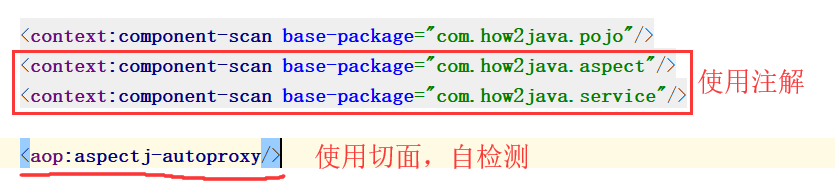 <context:component-scan base-package="com.how2java.pojo"/>
<context:component-scan base-package="com.how2java.aspect"/>
<context:component-scan base-package="com.how2java.service"/>
使用注解
<aop:aspectj-autoproxy/> 使用切面，自检测